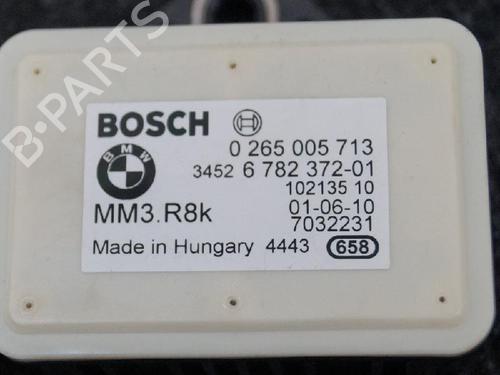 B-PARTS
BOSCH
0 265 005 713
BMW
3452 6 782 372-01
102135 10
MM3.R8k 01-06-10
7032231
Made in Hungary 4443 658